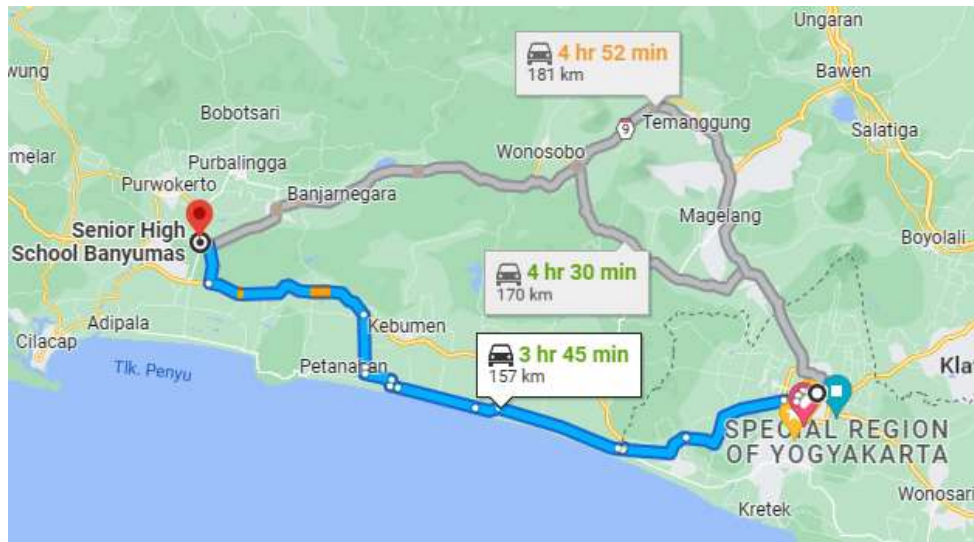 Ungaran
4 hr 52 min
181 km
Bawen
wung
Bobotsari
9
Temanggung
Salatiga
melar
Purbalingga
Wonosobo
Purwokerto
Banjarnegara
Magelang
Senior High
School Banyumas
Boyolali
4 hr 30 min
170 km
Adipala
Kebumen
Cilacap
3 hr 45 min
157 km
Tlk. Penyu
Petanahan
Kla
SPECIAL REGION
OF YOGYAKARTA
Wonosari
Kretek